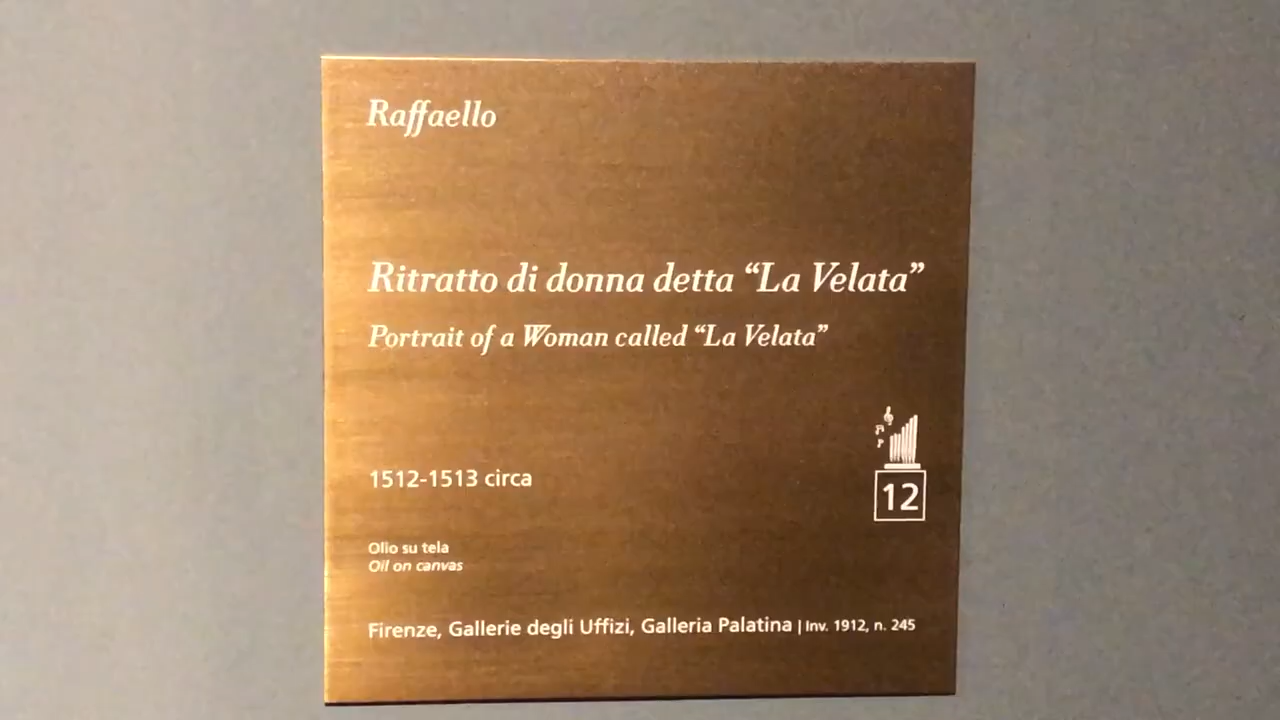 Raffaello
Ritratto di donna detta “La Velata”
Portrait of a Woman called “La Velata”
1512-1513 circa
12
Olio su tela
Oil on canvas
Firenze, Gallerie degli Uffizi, Galleria Palatina | Inv. 1912, n. 245